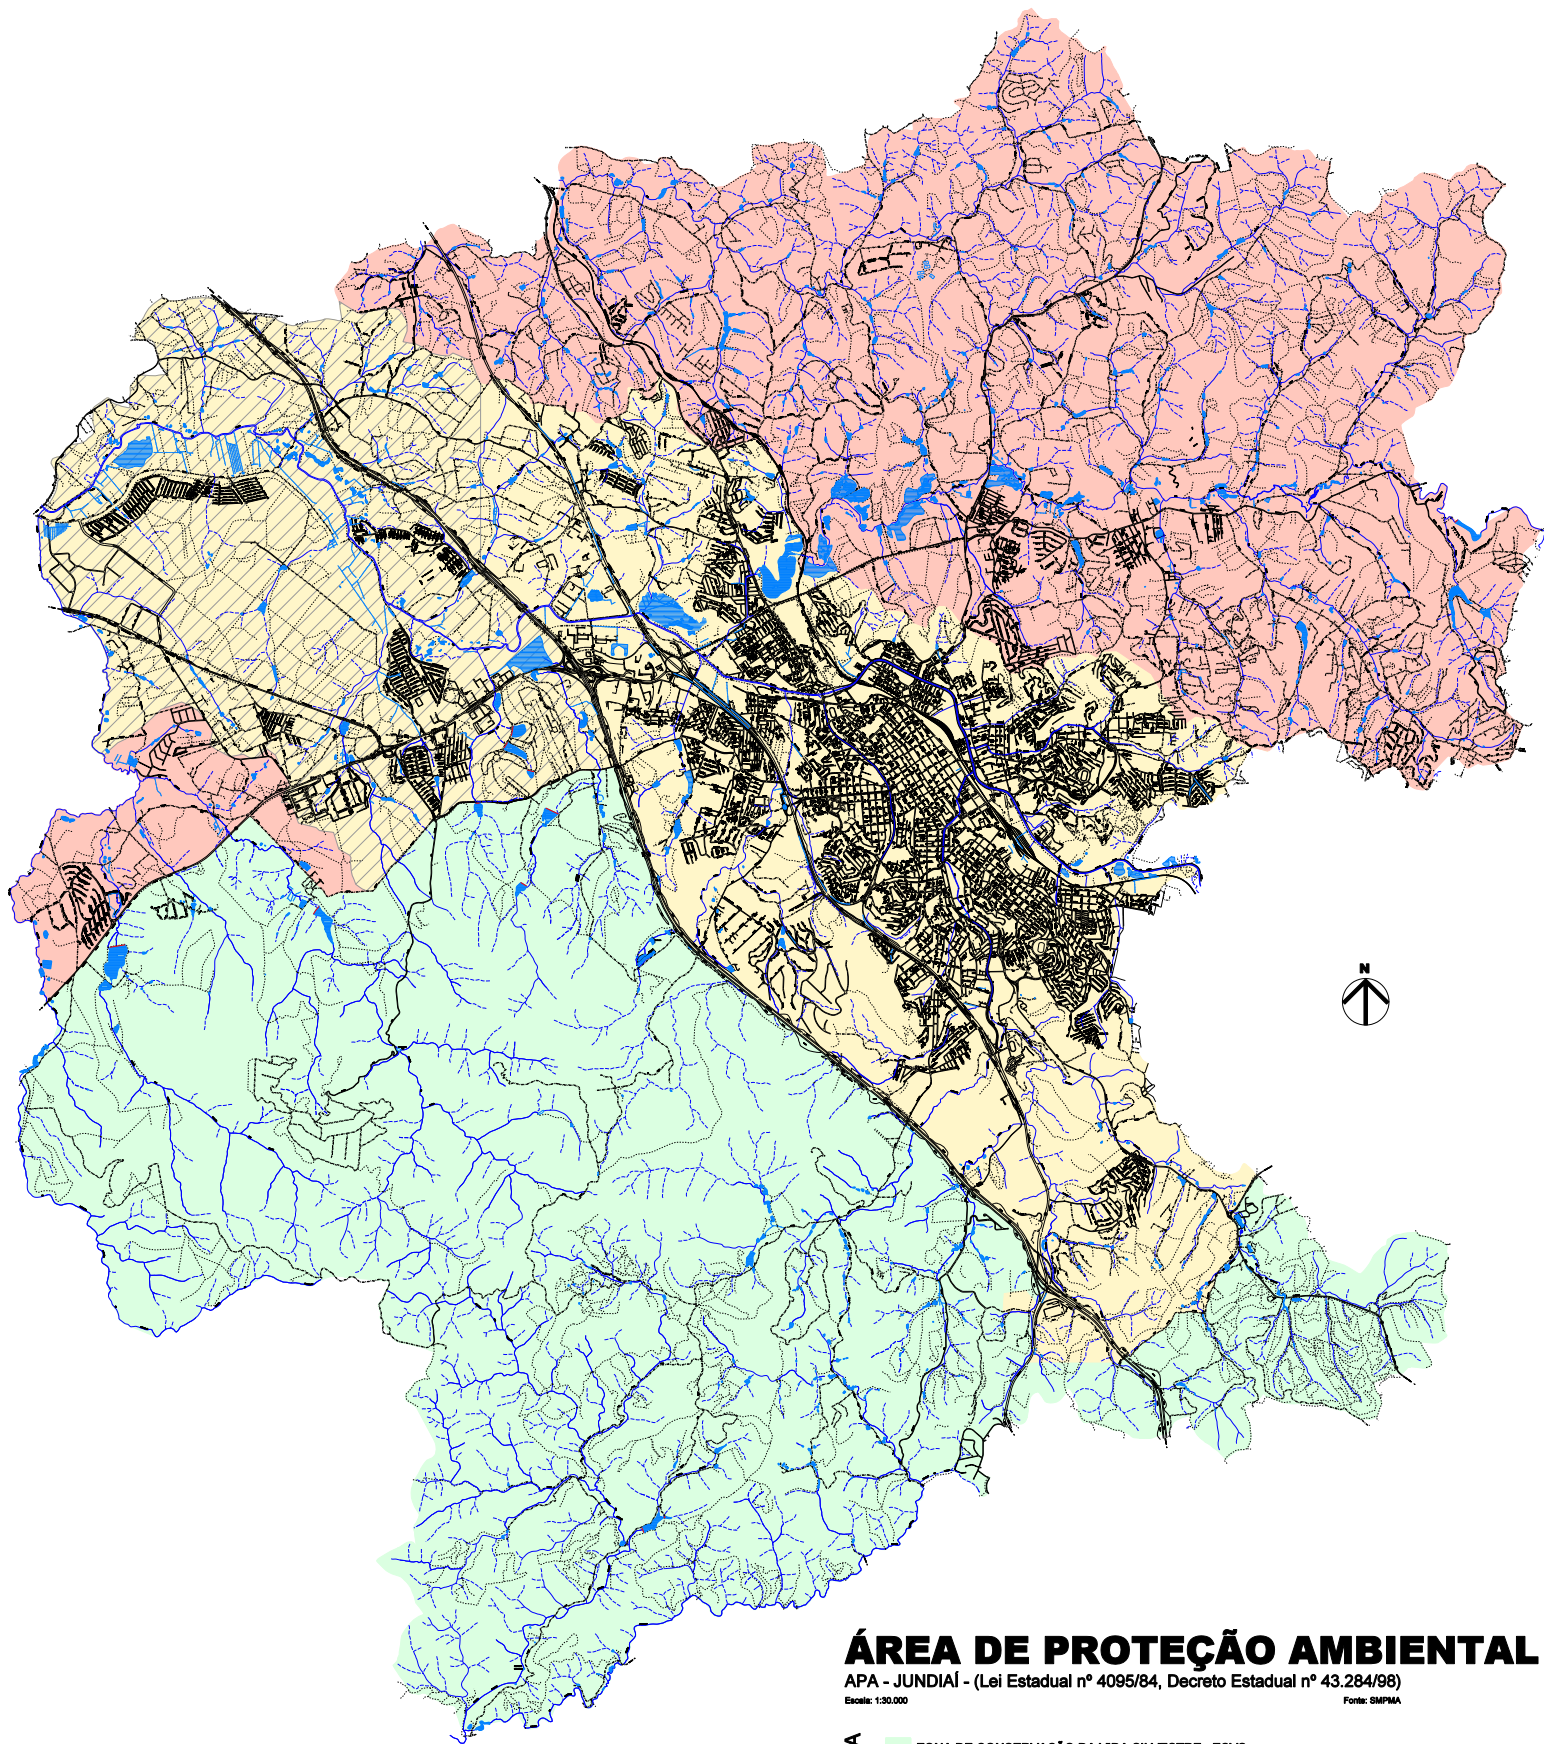 N
ÁREA DE PROTEÇÃO AMBIENTAL
APA - JUNDIAÍ - (Lei Estadual nº 4095/84, Decreto Estadual nº 43.284/98)
Escala: 1:30.000 Fonte: SMPMA
A